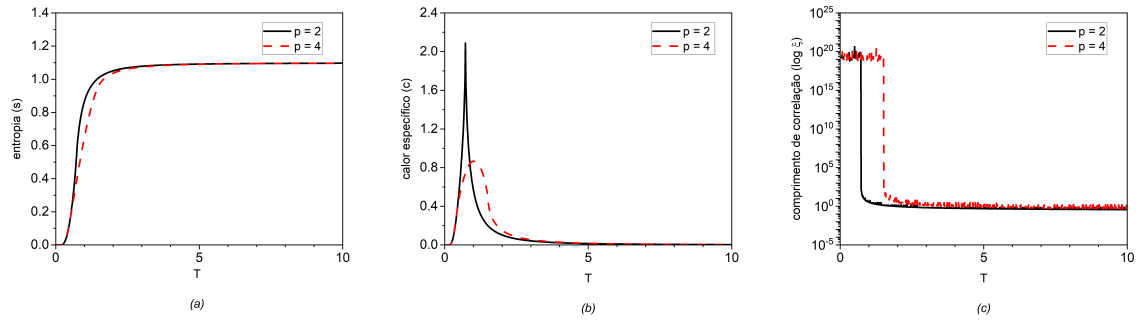 1.4
1.2
1.0
0.8
0.6
0.4
0.2
0.0
0
5
10
entropia (s)
T
p = 2
p = 4
(a)
2.4
2.0
1.6
1.2
0.8
0.4
0.0
0
5
10
calor específico (c)
T
p = 2
p = 4
(b)
10^25
10^20
10^15
10^10
10^5
10^0
10^-5
0
5
10
comprimento de correlação (log ξ)
T
p = 2
p = 4
(c)